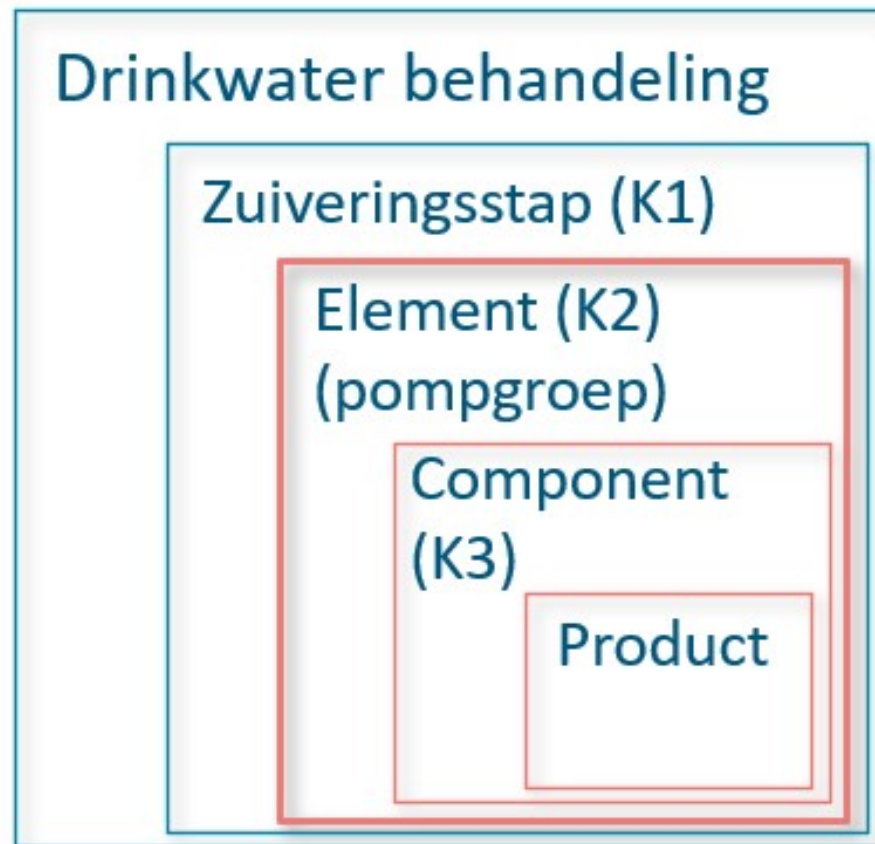 Drinkwater behandeling
Zuiveringsstap (K1)
Element (K2)
(pompgroep)
Component
(K3)
Product